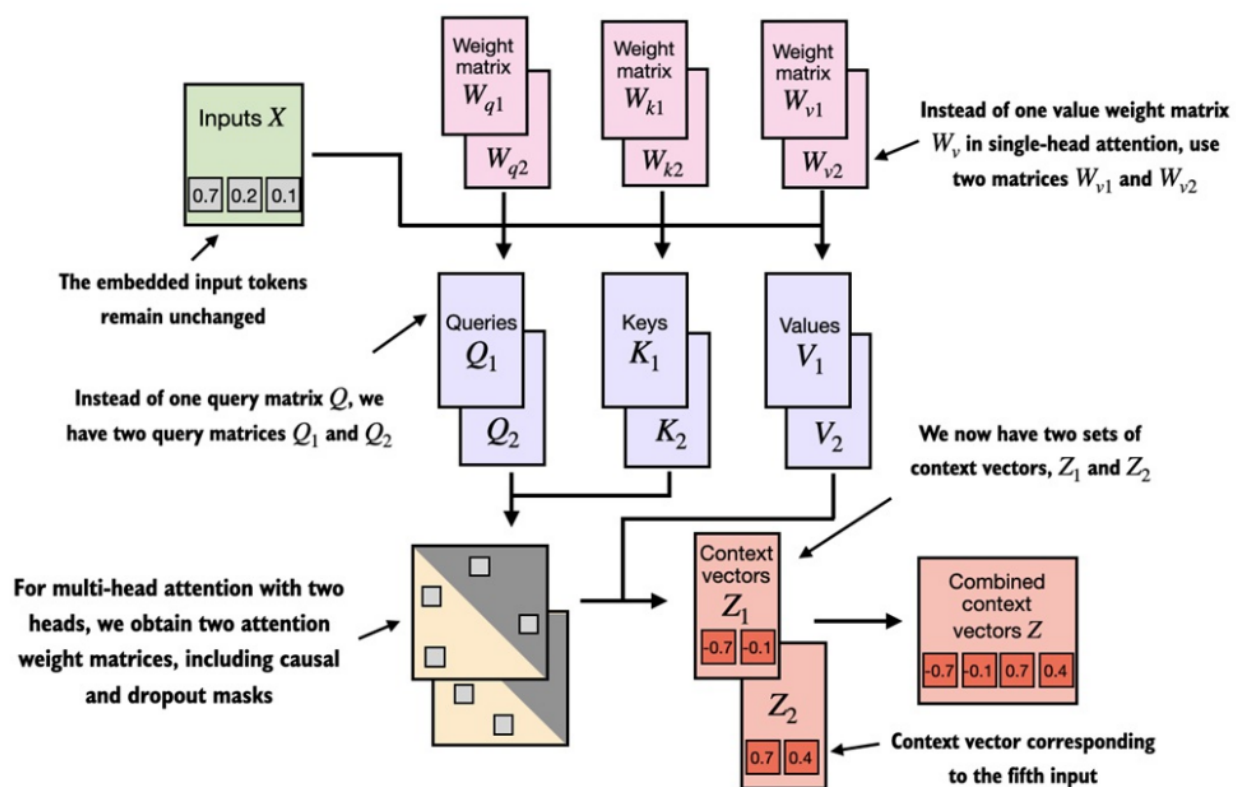 Weight
matrix
W_q1
W_q2
Weight
matrix
W_k1
W_k2
Weight
matrix
W_v1
W_v2
Inputs X
0.7 0.2 0.1
Instead of one value weight matrix
W_v in single-head attention, use
two matrices W_v1 and W_v2
The embedded input tokens
remain unchanged
Queries
Q_1
Q_2
Keys
K_1
K_2
Values
V_1
V_2
Instead of one query matrix Q, we
have two query matrices Q_1 and Q_2
We now have two sets of
context vectors, Z_1 and Z_2
For multi-head attention with two
heads, we obtain two attention
weight matrices, including causal
and dropout masks
Context
vectors
Z_1
-0.7 -0.1
Z_2
0.7 0.4
Combined
context
vectors Z
-0.7 -0.1 0.7 0.4
Context vector corresponding
to the fifth input